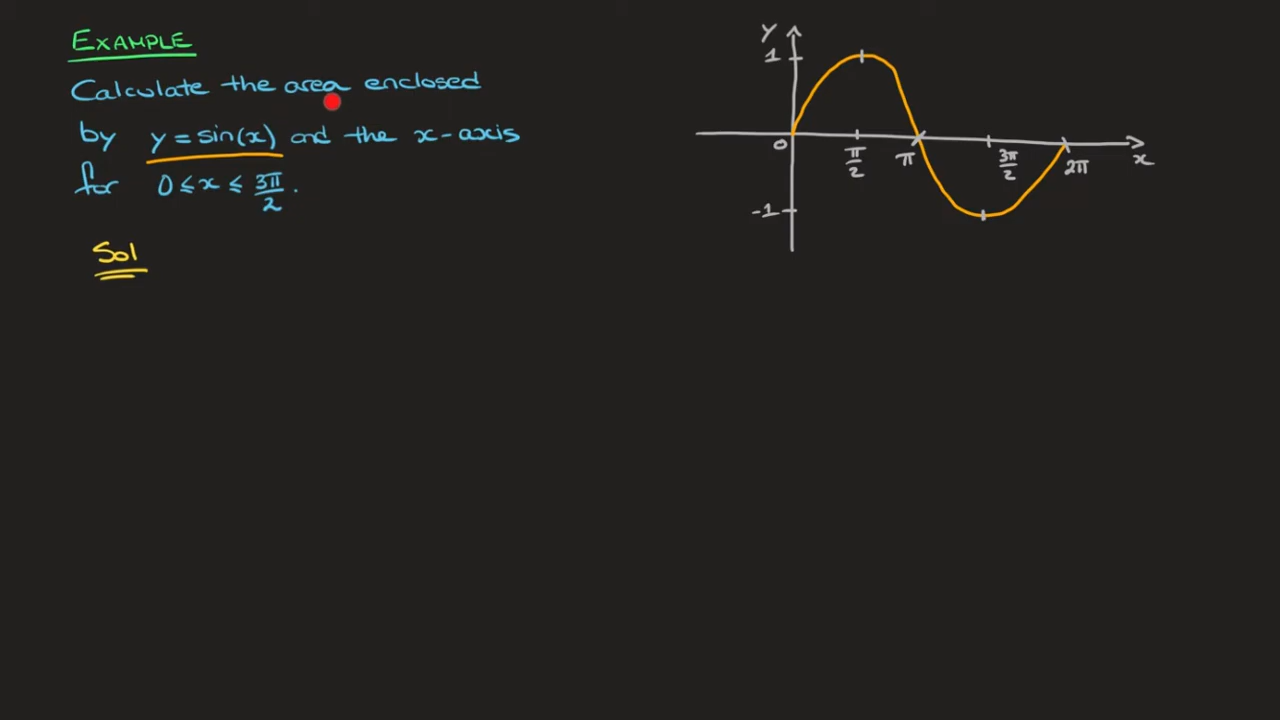 EXAMPLE
Calculate the area enclosed
by y = sin(x) and the x-axis
for 0 ≤ x ≤ 3π/2.
Sol
y
1
0
π/2
π
3π/2
2π
x
-1